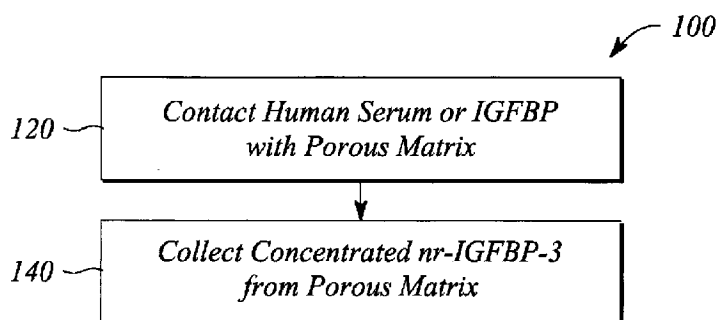 100
120
Contact Human Serum or IGFBP
with Porous Matrix
140
Collect Concentrated nr-IGFBP-3
from Porous Matrix